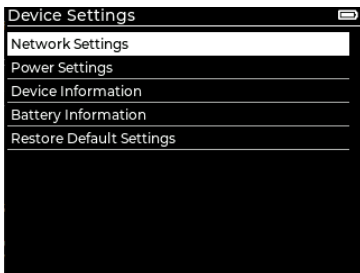 Device Settings
Network Settings
Power Settings
Device Information
Battery Information
Restore Default Settings